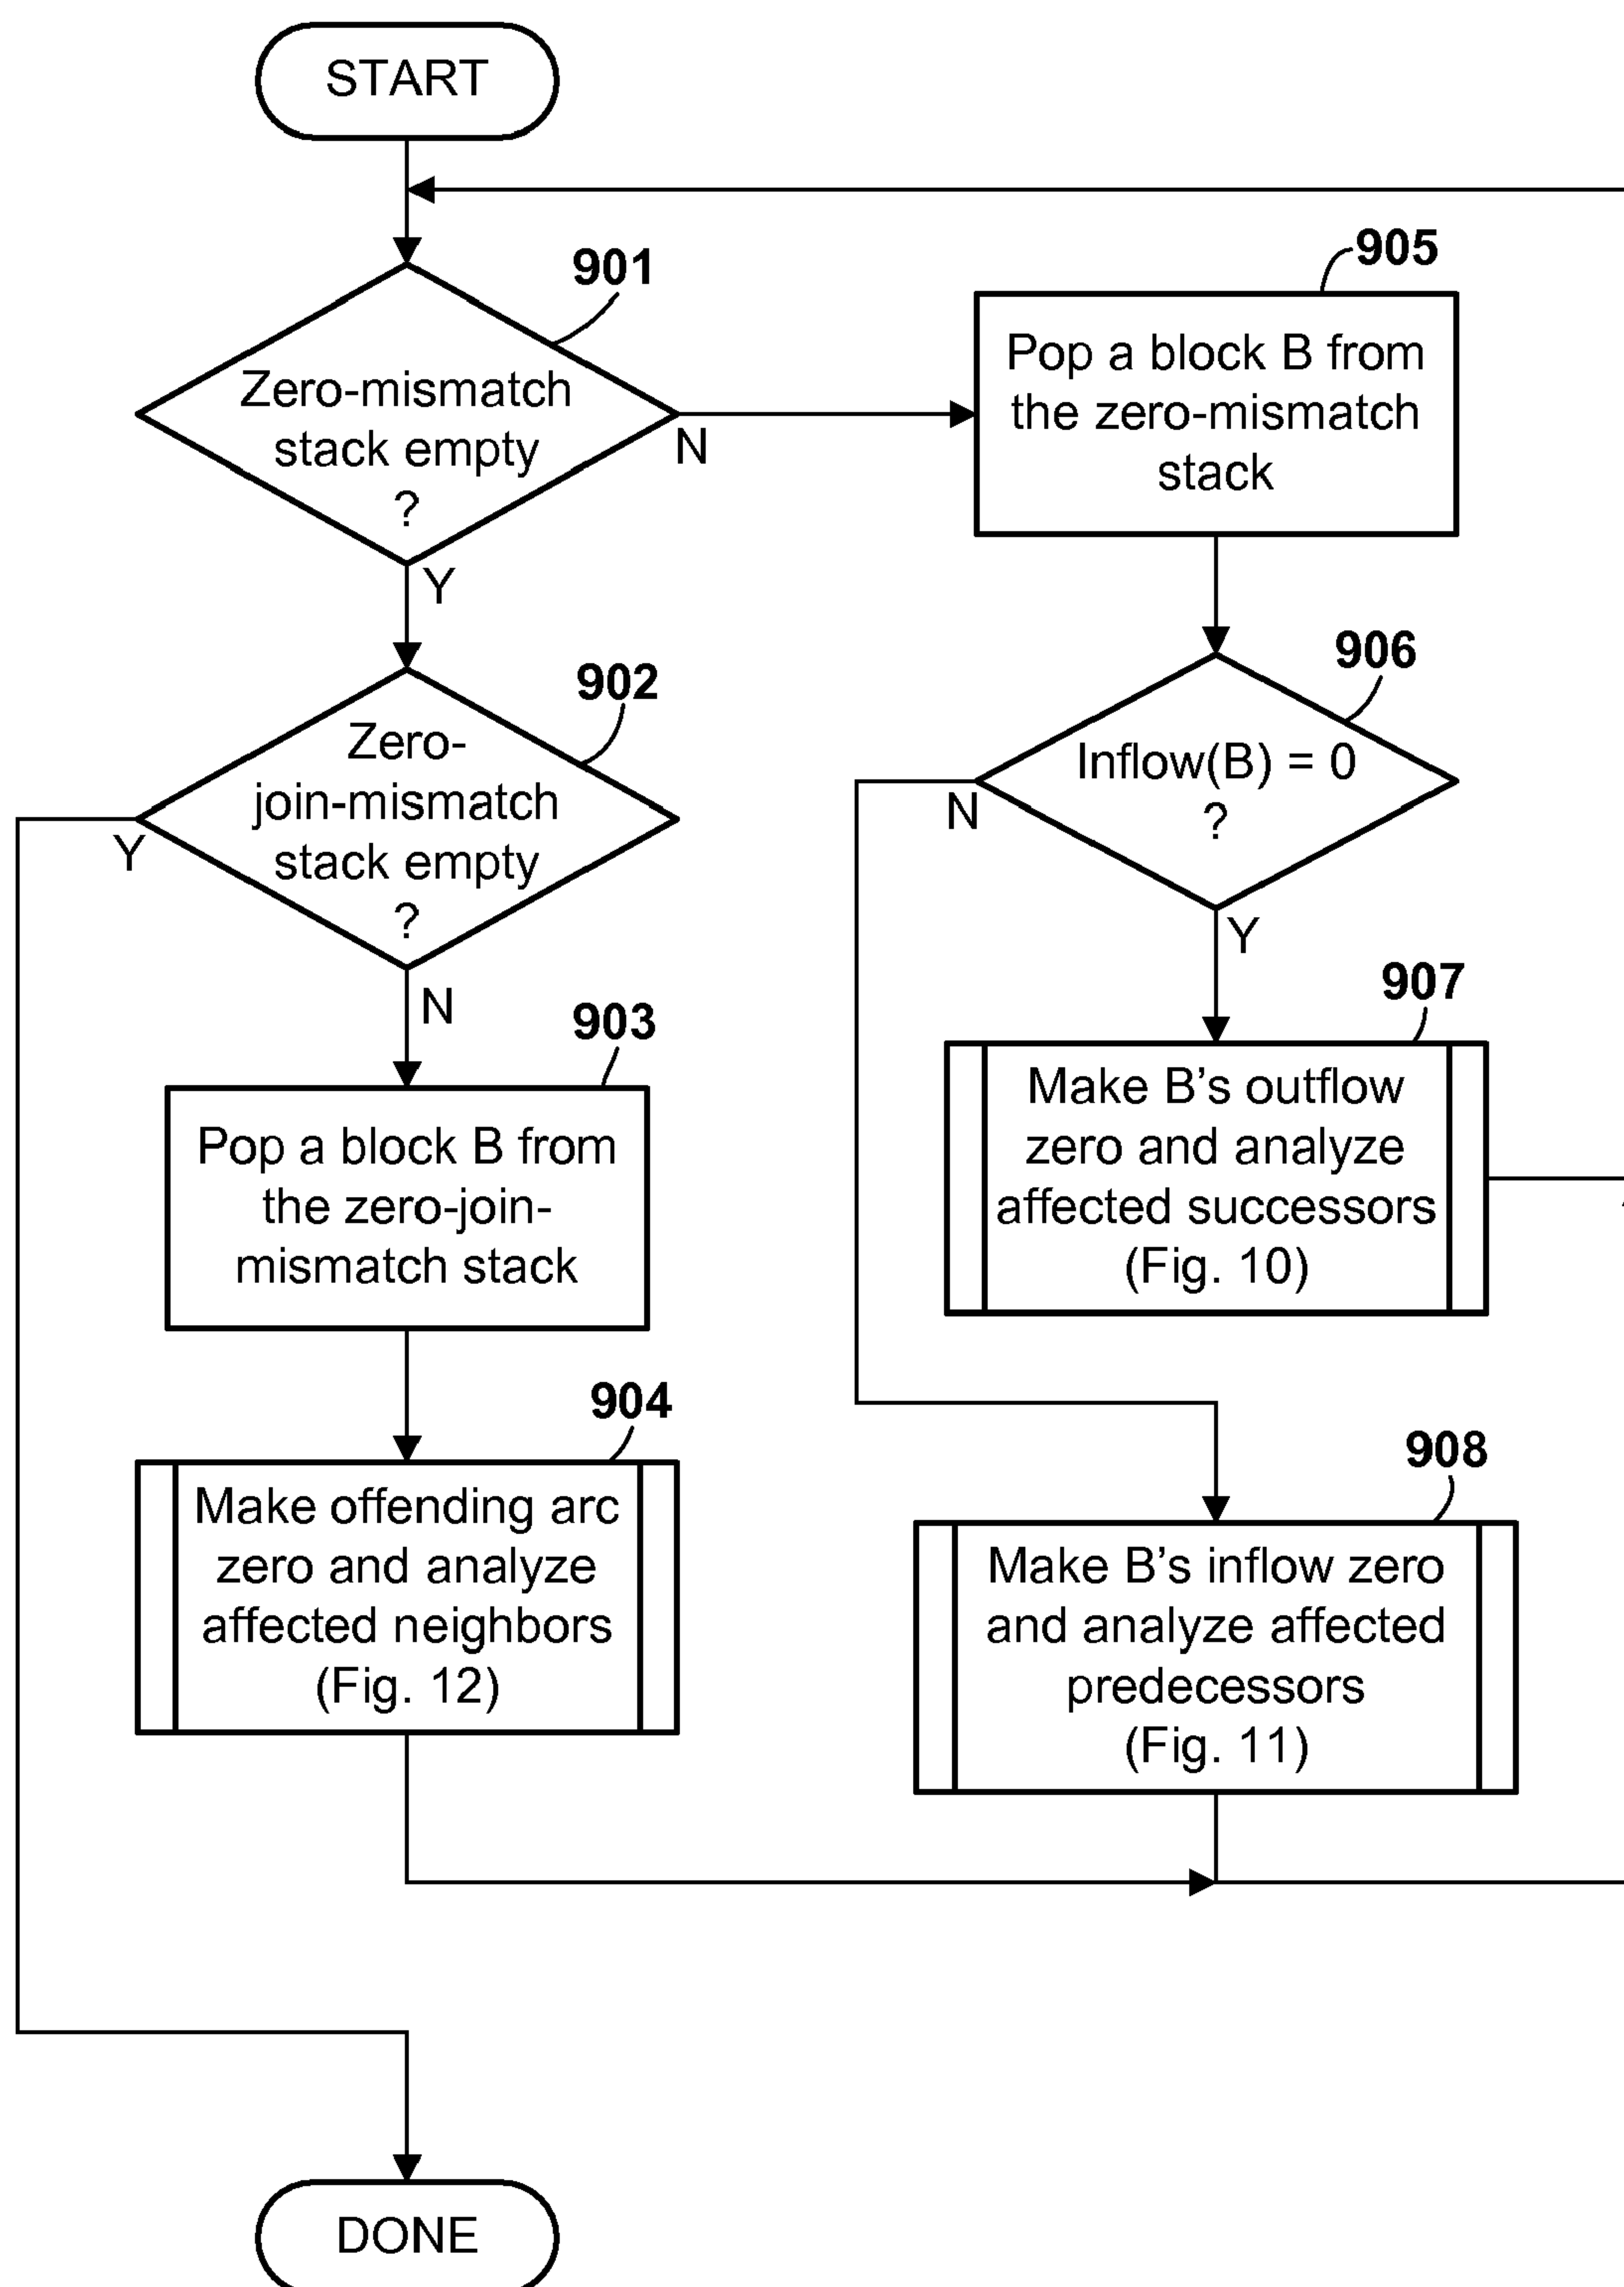 START
901
Zero-mismatch
stack empty
?
N
Y
905
Pop a block B from
the zero-mismatch
stack
902
Zero-
join-mismatch
stack empty
?
Y
N
906
Inflow(B) = 0
?
N
Y
903
Pop a block B from
the zero-join-
mismatch stack
907
Make B’s outflow
zero and analyze
affected successors
(Fig. 10)
904
Make offending arc
zero and analyze
affected neighbors
(Fig. 12)
908
Make B’s inflow zero
and analyze affected
predecessors
(Fig. 11)
DONE